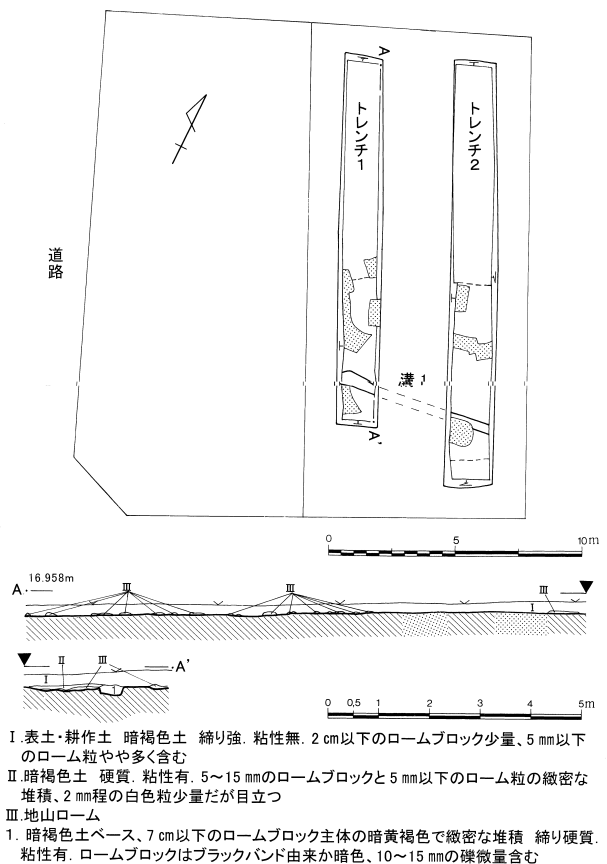 A
トレンチ1
トレンチ2
道路
溝1
A'
0 5 10m
16.958m
A.
Ⅲ
Ⅲ
Ⅲ
Ⅰ
Ⅱ
Ⅲ
Ⅰ
-A'
1
0 0,5 1 2 3 4 5m
Ⅰ.表土・耕作土 暗褐色土 締り強．粘性無．2㎝以下のロームブロック少量、5㎜以下
のローム粒やや多く含む
Ⅱ.暗褐色土 硬質．粘性有．5～15㎜のロームブロックと5㎜以下のローム粒の緻密な
堆積、2㎜程の白色粒少量だが目立つ
Ⅲ.地山ローム
1．暗褐色土ベース、7㎝以下のロームブロック主体の暗黄褐色で緻密な堆積 締り硬質．
粘性有．ロームブロックはブラックバンド由来か暗色、10～15㎜の礫微量含む